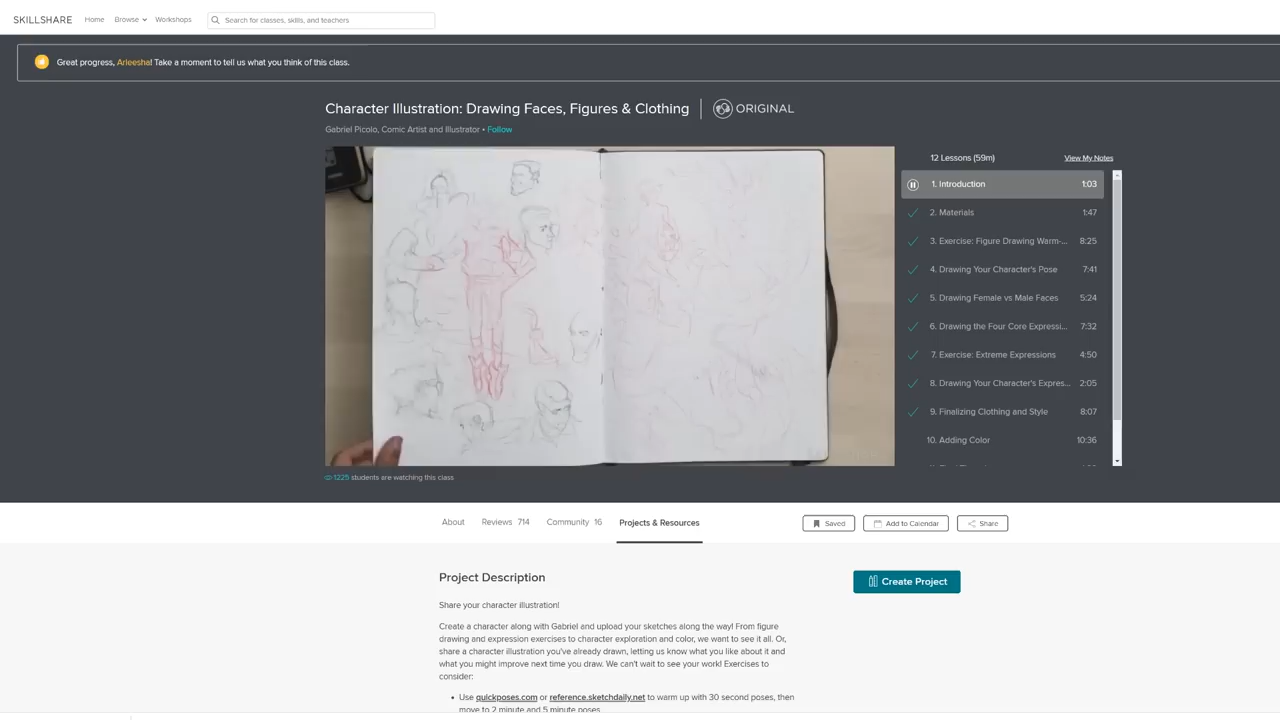 SKILLSHARE Home Browse Workshops Search for classes, skills, and teachers
Great progress, Arleesha! Take a moment to tell us what you think of this class.
Character Illustration: Drawing Faces, Figures & Clothing ORIGINAL
Gabriel Picolo, Comic Artist and Illustrator • Follow
12 Lessons (59m) View My Notes
1. Introduction 1:03
2. Materials 1:47
3. Exercise: Figure Drawing Warm-... 8:25
4. Drawing Your Character's Pose 7:41
5. Drawing Female vs Male Faces 5:24
6. Drawing the Four Core Expressi... 7:32
7. Exercise: Extreme Expressions 4:50
8. Drawing Your Character's Expres... 2:05
9. Finalizing Clothing and Style 8:07
10. Adding Color 10:36
1225 students are watching this class
About Reviews 714 Community 16 Projects & Resources Saved Add to Calendar Share
Project Description
Create Project
Share your character illustration!
Create a character along with Gabriel and upload your sketches along the way! From figure
drawing and expression exercises to character exploration and color, we want to see it all. Or,
share a character illustration you've already drawn, letting us know what you like about it and
what you might improve next time you draw. We can't wait to see your work! Exercises to
consider:
• Use quickposes.com or reference.sketchdaily.net to warm up with 30 second poses, then
move to 2 minute and 5 minute poses